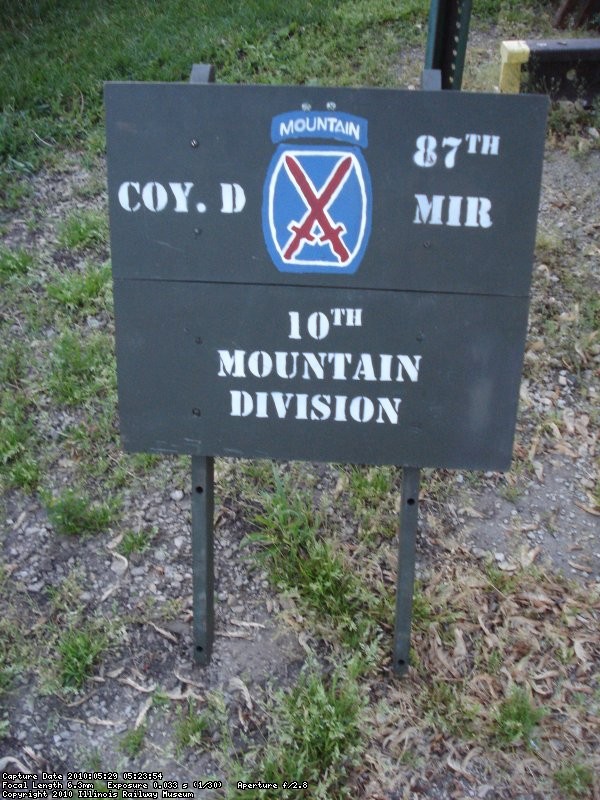 MOUNTAIN
COY. D
87TH
MIR
10TH
MOUNTAIN
DIVISION
Capture Date 2010:05:29 05:23:54
Focal Length 6.3mm Exposure 0.033 s (1/30) Aperture f/2.8
Copyright 2010 Illinois Railway Museum